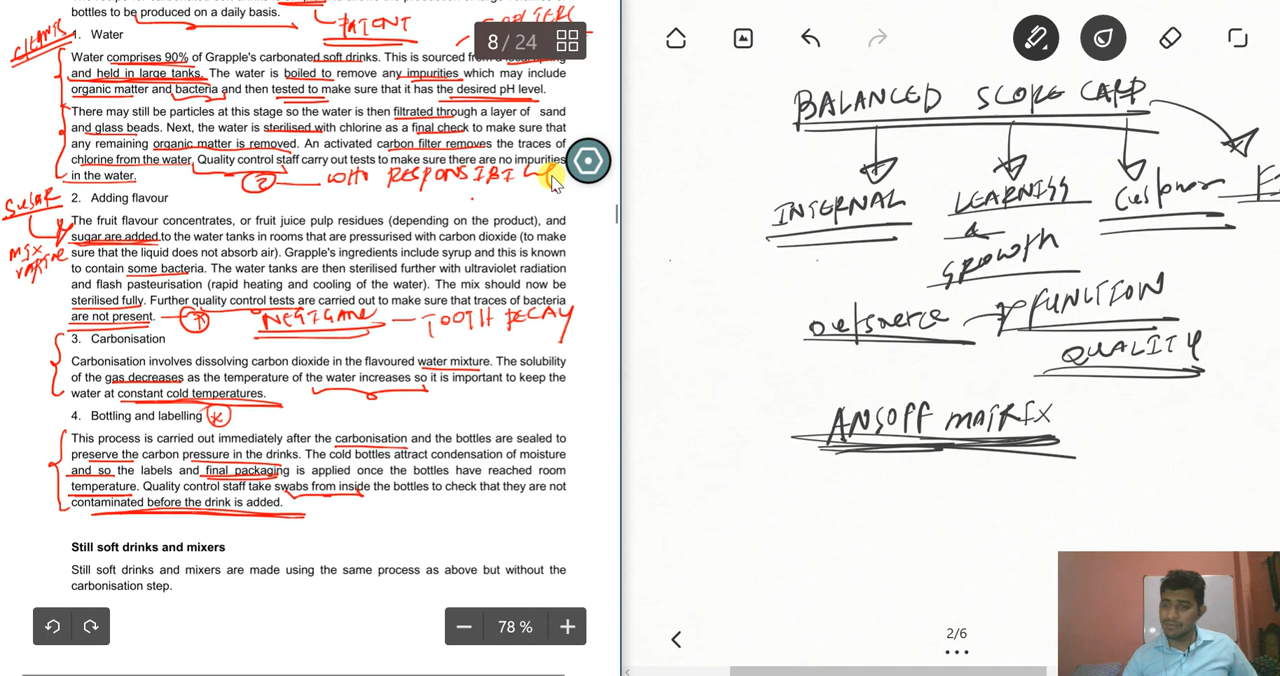 bottles to be produced on a daily basis.
PATENT
1. Water
8 / 24
Water comprises 90% of Grapple's carbonated soft drinks. This is sourced from a local spring
and held in large tanks. The water is boiled to remove any impurities which may include
organic matter and bacteria and then tested to make sure that it has the desired pH level.
There may still be particles at this stage so the water is then filtrated through a layer of sand
and glass beads. Next, the water is sterilised with chlorine as a final check to make sure that
any remaining organic matter is removed. An activated carbon filter removes the traces of
chlorine from the water. Quality control staff carry out tests to make sure there are no impurities
in the water.
? WHO RESPONSIBI
SUGAR
2. Adding flavour
The fruit flavour concentrates, or fruit juice pulp residues (depending on the product), and
sugar are added to the water tanks in rooms that are pressurised with carbon dioxide (to make
sure that the liquid does not absorb air). Grapple's ingredients include syrup and this is known
to contain some bacteria. The water tanks are then sterilised further with ultraviolet radiation
and flash pasteurisation (rapid heating and cooling of the water). The mix should now be
sterilised fully. Further quality control tests are carried out to make sure that traces of bacteria
are not present.
TOOTH DECAY
3. Carbonisation
Carbonisation involves dissolving carbon dioxide in the flavoured water mixture. The solubility
of the gas decreases as the temperature of the water increases so it is important to keep the
water at constant cold temperatures.
4. Bottling and labelling
This process is carried out immediately after the carbonisation and the bottles are sealed to
preserve the carbon pressure in the drinks. The cold bottles attract condensation of moisture
and so the labels and final packaging is applied once the bottles have reached room
temperature. Quality control staff take swabs from inside the bottles to check that they are not
contaminated before the drink is added.
Still soft drinks and mixers
Still soft drinks and mixers are made using the same process as above but without the
carbonisation step.
78 %
BALANCED SCORE CARD
INTERNAL
LEARNING
&
Growth
Customer
Outsource
FUNCTION
QUALITY
ANSOFF MATRIX
2/6